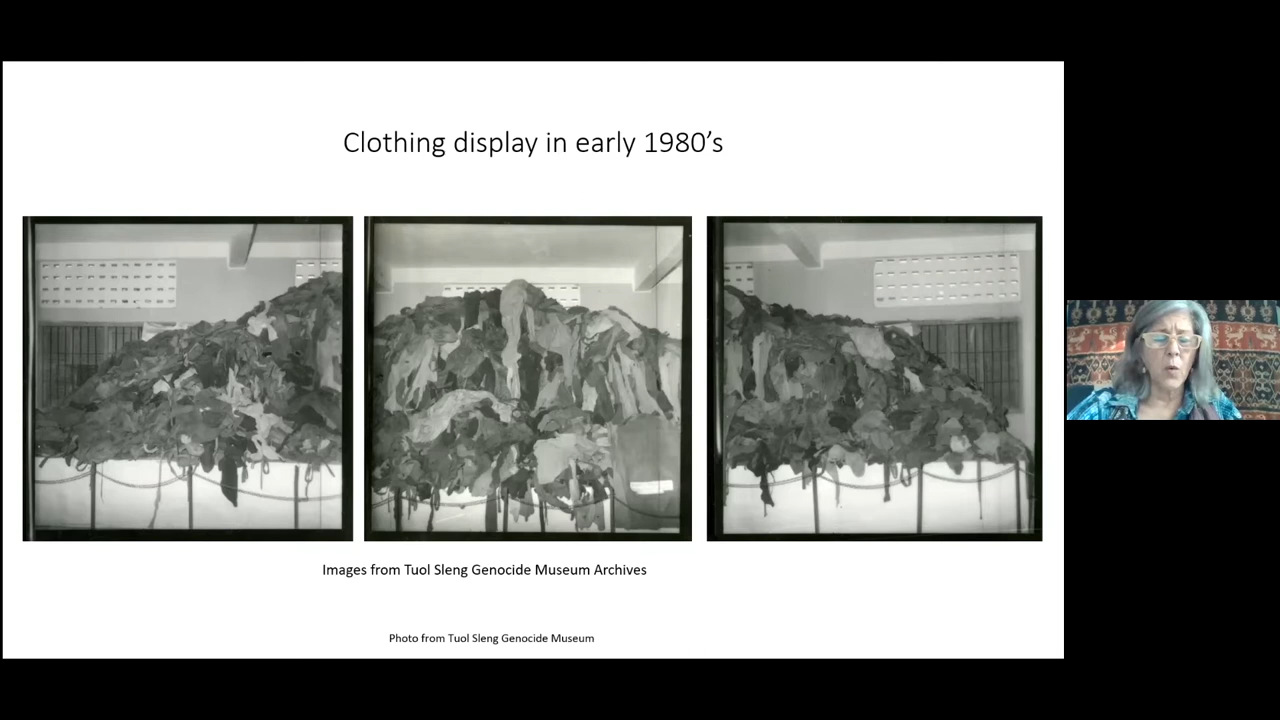 Clothing display in early 1980’s
Images from Tuol Sleng Genocide Museum Archives
Photo from Tuol Sleng Genocide Museum